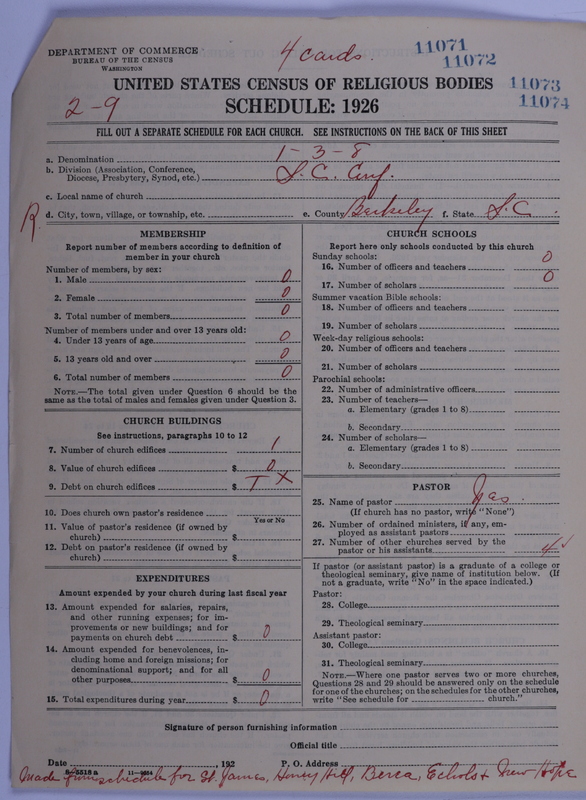 DEPARTMENT OF COMMERCE
BUREAU OF THE CENSUS
WASHINGTON
4 cards.
11071
11072
11073
11074
2-9
UNITED STATES CENSUS OF RELIGIOUS BODIES
SCHEDULE: 1926
FILL OUT A SEPARATE SCHEDULE FOR EACH CHURCH. SEE INSTRUCTIONS ON THE BACK OF THIS SHEET
a. Denomination 1-3-8
b. Division (Association, Conference,
Diocese, Presbytery, Synod, etc.) S.C. Conf.
c. Local name of church
R d. City, town, village, or township, etc. e. County Berkeley f. State S.C.
MEMBERSHIP
Report number of members according to definition of
member in your church
Number of members, by sex:
1. Male 0
2. Female 0
3. Total number of members 0
Number of members under and over 13 years old:
4. Under 13 years of age 0
5. 13 years old and over 0
6. Total number of members 0
NOTE.—The total given under Question 6 should be the
same as the total of males and females given under Question 3.
CHURCH BUILDINGS
See instructions, paragraphs 10 to 12
7. Number of church edifices 1
8. Value of church edifices $ 0
9. Debt on church edifices $ T X
10. Does church own pastor's residence
Yes or No
11. Value of pastor's residence (if owned by
church) $
12. Debt on pastor's residence (if owned by
church) $
EXPENDITURES
Amount expended by your church during last fiscal year
13. Amount expended for salaries, repairs,
and other running expenses; for im-
provements or new buildings; and for
payments on church debt $ 0
14. Amount expended for benevolences, in-
cluding home and foreign missions; for
denominational support; and for all
other purposes $ 0
15. Total expenditures during year $ 0
CHURCH SCHOOLS
Report here only schools conducted by this church
Sunday schools:
16. Number of officers and teachers 0
17. Number of scholars 0
Summer vacation Bible schools:
18. Number of officers and teachers
19. Number of scholars
Week-day religious schools:
20. Number of officers and teachers
21. Number of scholars
Parochial schools:
22. Number of administrative officers
23. Number of teachers—
a. Elementary (grades 1 to 8)
b. Secondary
24. Number of scholars—
a. Elementary (grades 1 to 8)
b. Secondary
PASTOR
25. Name of pastor Yes.
(If church has no pastor, write "None")
26. Number of ordained ministers, if any, em-
ployed as assistant pastors
27. Number of other churches served by the
pastor or his assistants 4
If pastor (or assistant pastor) is a graduate of a college or
theological seminary, give name of institution below. (If
not a graduate, write "No" in the space indicated.)
Pastor:
28. College
29. Theological seminary
Assistant pastor:
30. College
31. Theological seminary
NOTE.—Where one pastor serves two or more churches,
Questions 28 and 29 should be answered only on the schedule
for one of the churches; on the schedules for the other churches,
write "See schedule for church."
Signature of person furnishing information
Official title
Date , 192 P. O. Address
11-9654
Made from schedule for St. James, Henry Hill, Berea, Echols + New Hope